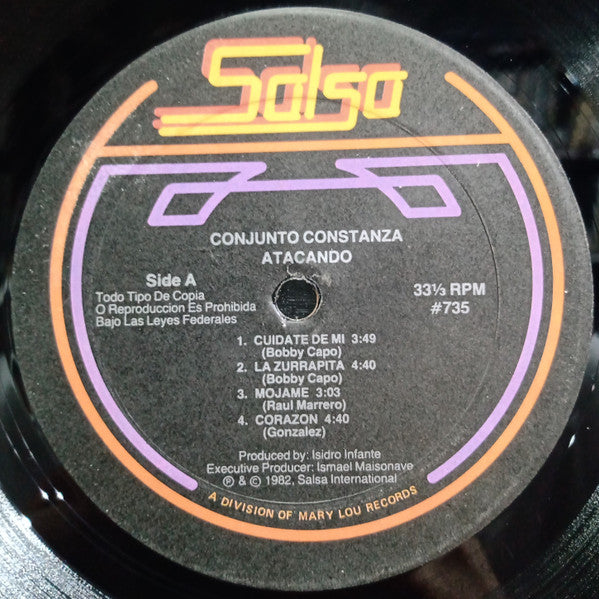 Salsa
CONJUNTO CONSTANZA
ATACANDO
Side A
Todo Tipo De Copia
O Reproduccion Es Prohibida
Bajo Las Leyes Federales
33⅓ RPM
#735
1. CUIDATE DE MI 3:49
(Bobby Capo)
2. LA ZURRAPITA 4:40
(Bobby Capo)
3. MOJAME 3:03
(Raul Marrero)
4. CORAZON 4:40
(Gonzalez)
Produced by: Isidro Infante
Executive Producer: Ismael Maisonave
℗ & © 1982, Salsa International
A DIVISION OF MARY LOU RECORDS